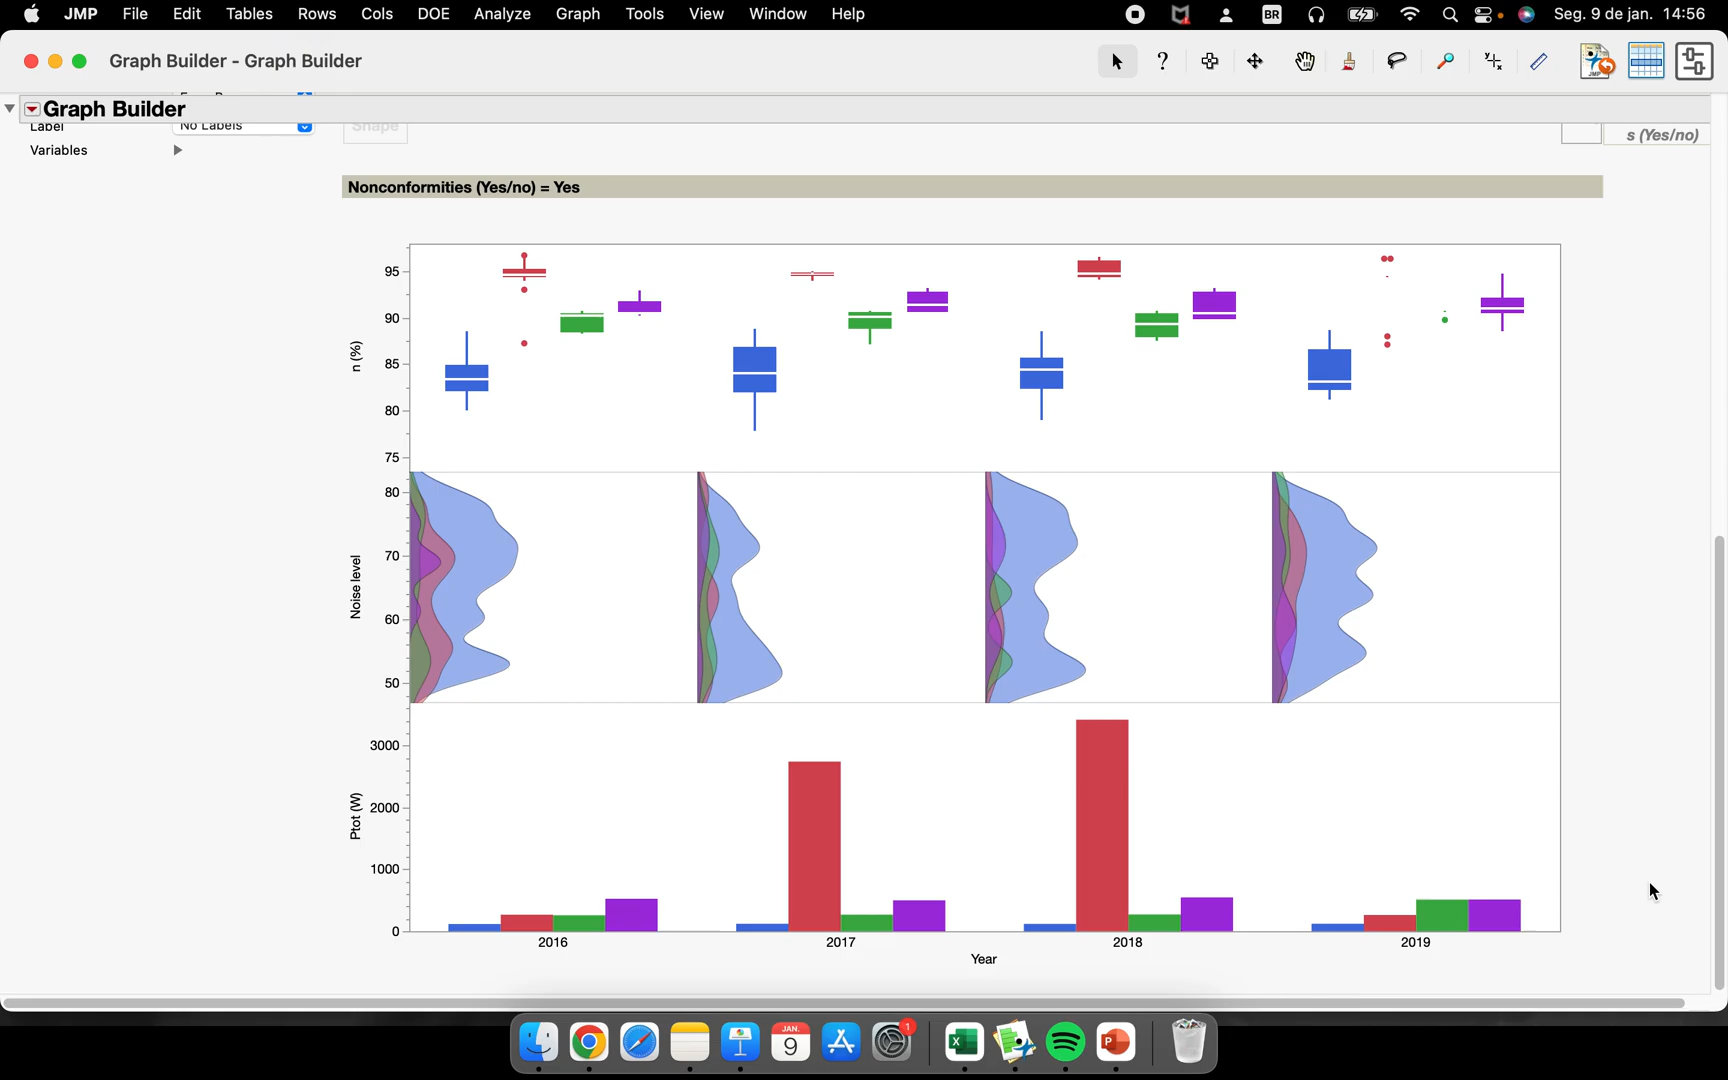 JMP File Edit Tables Rows Cols DOE Analyze Graph Tools View Window Help BR Seg. 9 de jan. 14:56
Graph Builder - Graph Builder
JMP
Graph Builder
Label No Labels Shape s (Yes/no)
Variables
Nonconformities (Yes/no) = Yes
n (%)
95
90
85
80
75
Noise level
80
70
60
50
Ptot (W)
3000
2000
1000
0
2016 2017 2018 2019
Year
JAN.
9
1
X
P